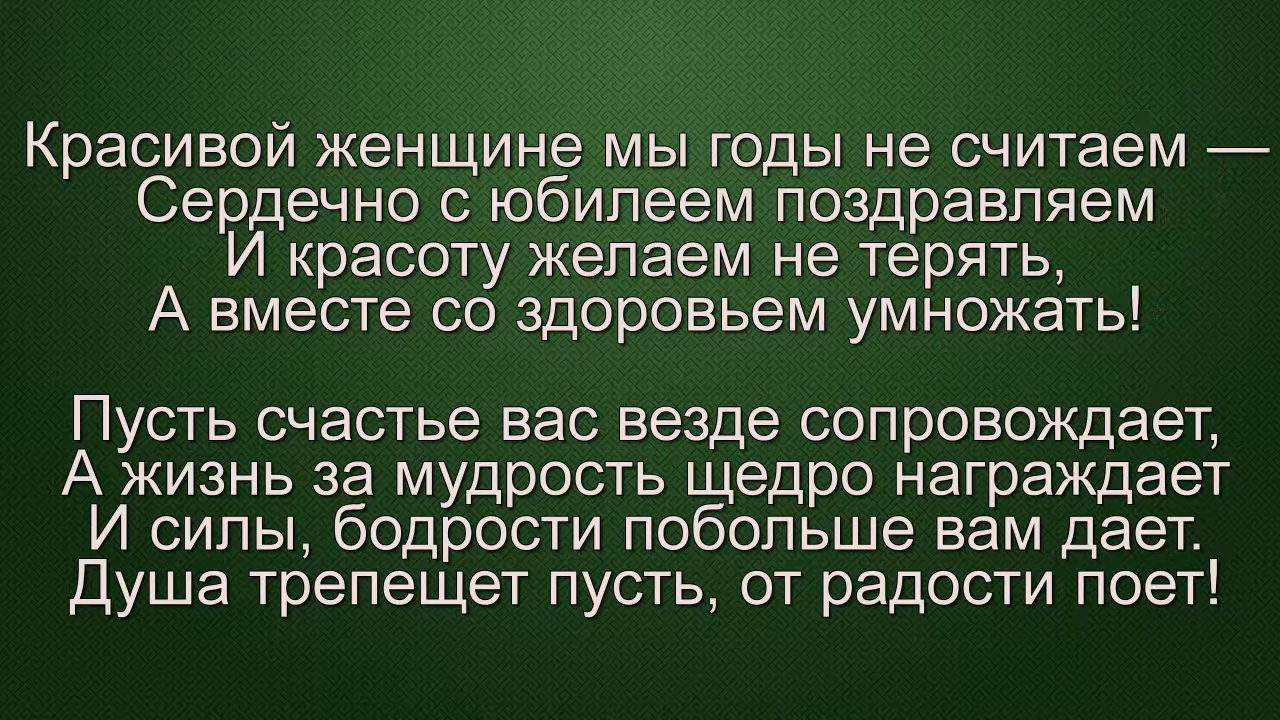 Красивой женщине мы годы не считаем —
Сердечно с юбилеем поздравляем
И красоту желаем не терять,
А вместе со здоровьем умножать!
Пусть счастье вас везде сопровождает,
А жизнь за мудрость щедро награждает
И силы, бодрости побольше вам дает.
Душа трепещет пусть, от радости поет!